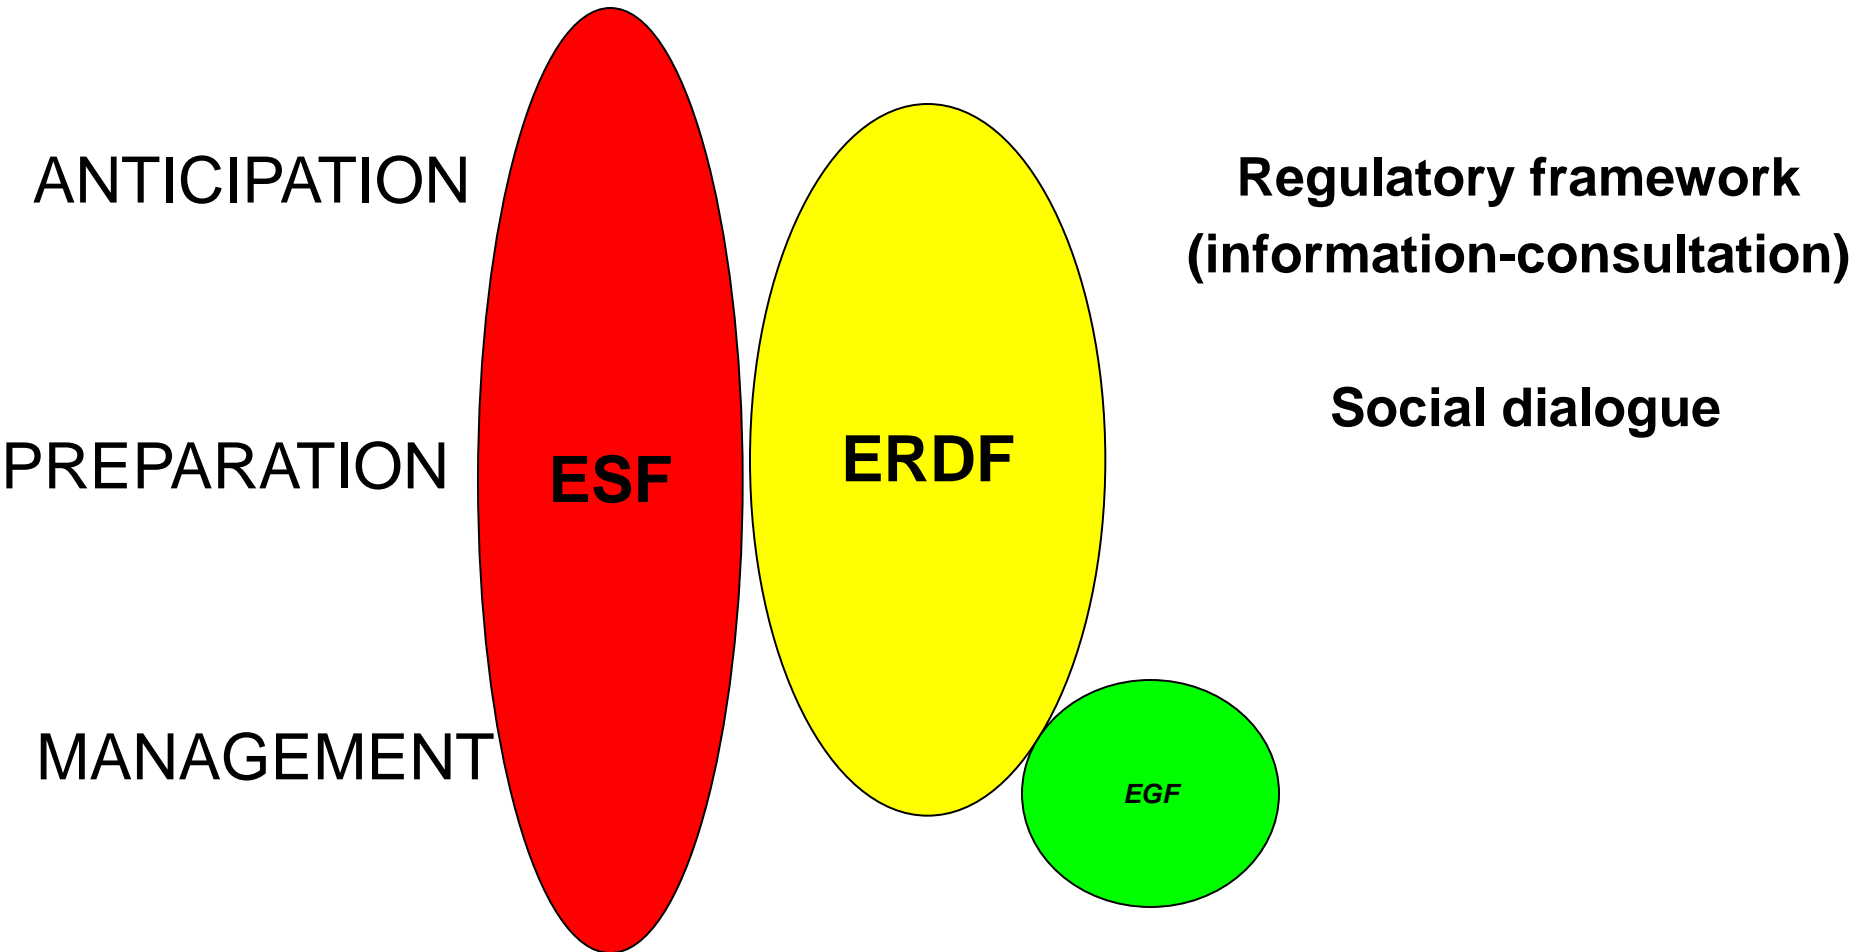 ANTICIPATION
Regulatory framework
(information-consultation)
Social dialogue
PREPARATION
ESF
ERDF
MANAGEMENT
EGF